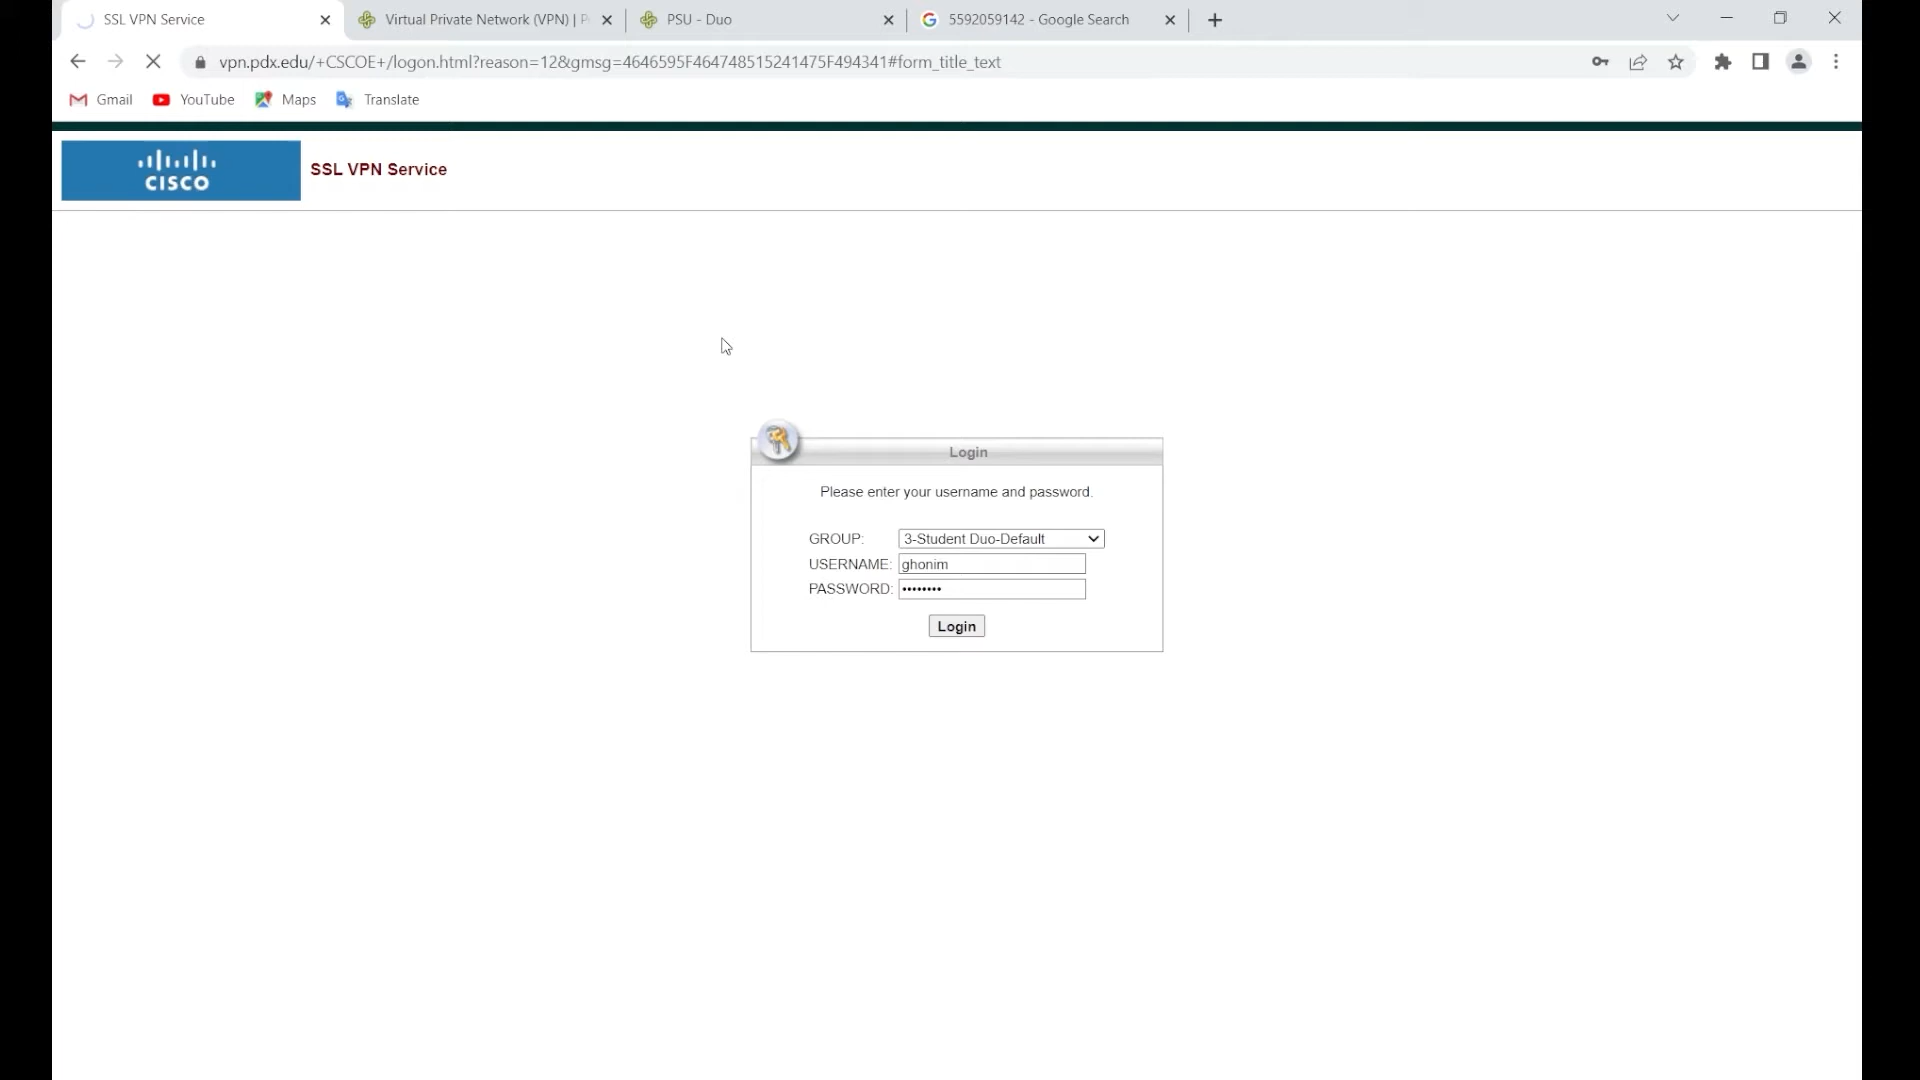 SSL VPN Service
Virtual Private Network (VPN) | P
PSU - Duo
5592059142 - Google Search
vpn.pdx.edu/+CSCOE+/logon.html?reason=12&gmsg=4646595F464748515241475F494341#form_title_text
Gmail
YouTube
Maps
Translate
CISCO
SSL VPN Service
Login
Please enter your username and password.
GROUP: 3-Student Duo-Default
USERNAME: ghonim
PASSWORD: ••••••••
Login